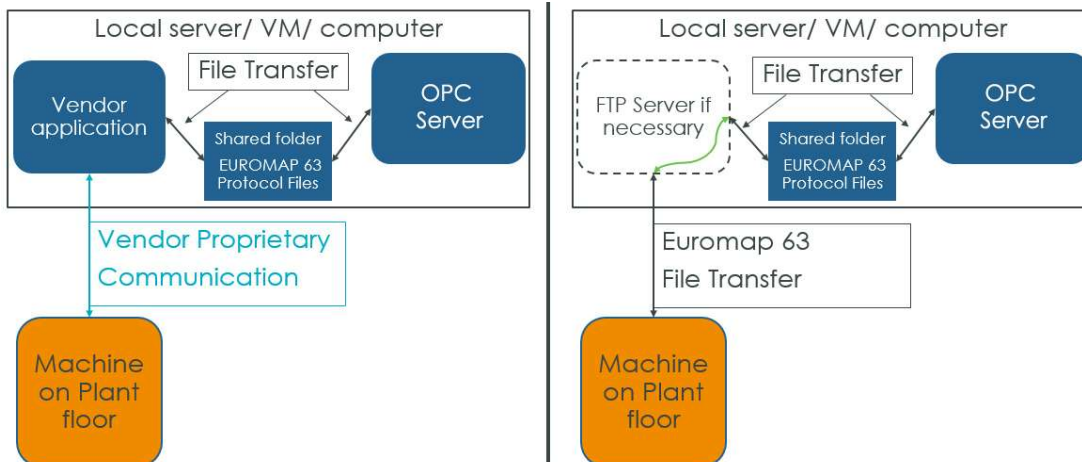 Local server/ VM/ computer
File Transfer
Vendor
application
OPC
Server
Shared folder
EUROMAP 63
Protocol Files
Vendor Proprietary
Communication
Machine
on Plant
floor
Local server/ VM/ computer
File Transfer
FTP Server if
necessary
OPC
Server
Shared folder
EUROMAP 63
Protocol Files
Euromap 63
File Transfer
Machine
on Plant
floor